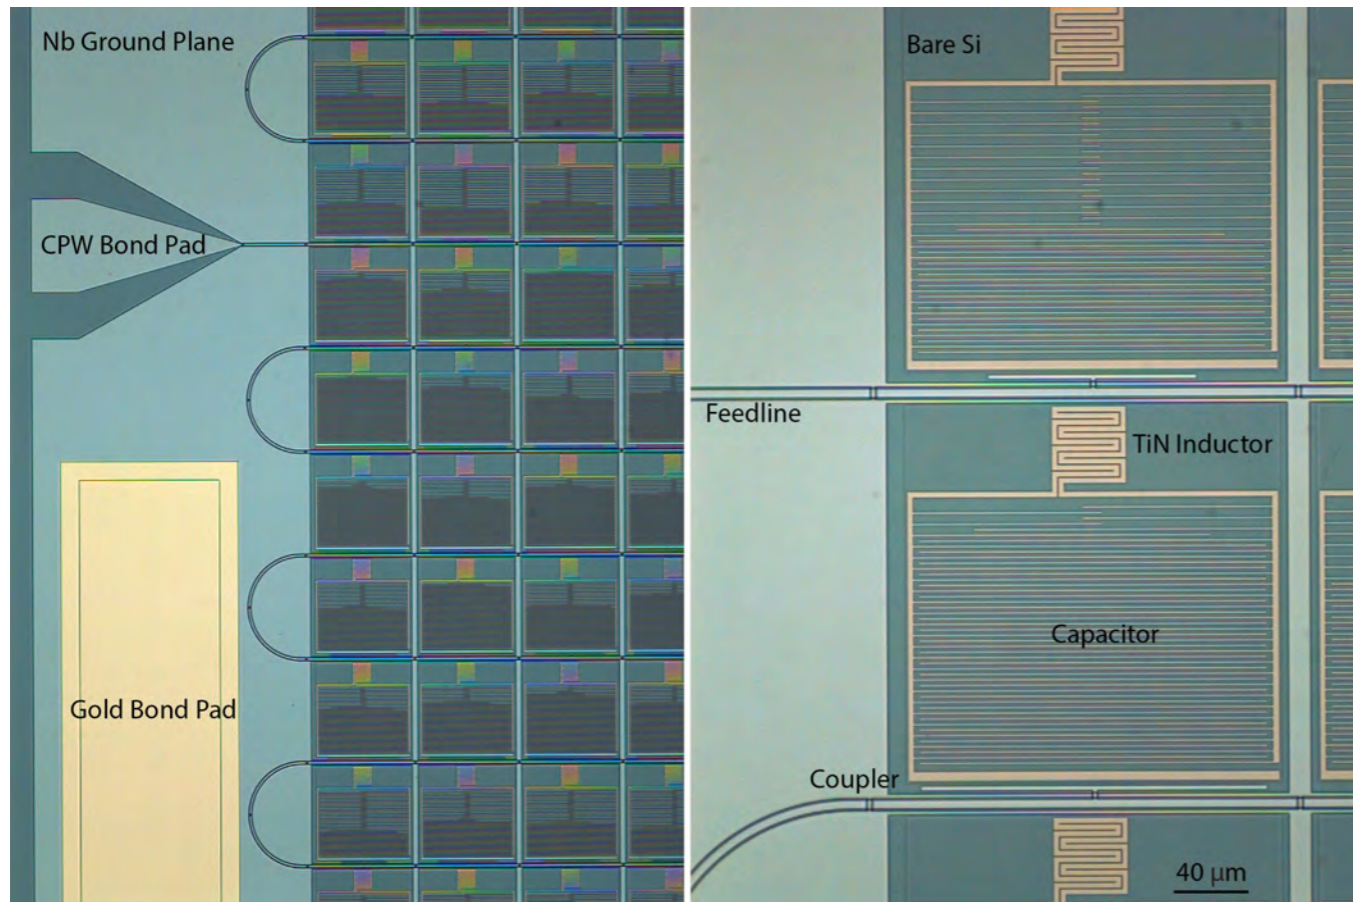 Nb Ground Plane
CPW Bond Pad
Gold Bond Pad
Bare Si
Feedline
TiN Inductor
Capacitor
Coupler
40 μm